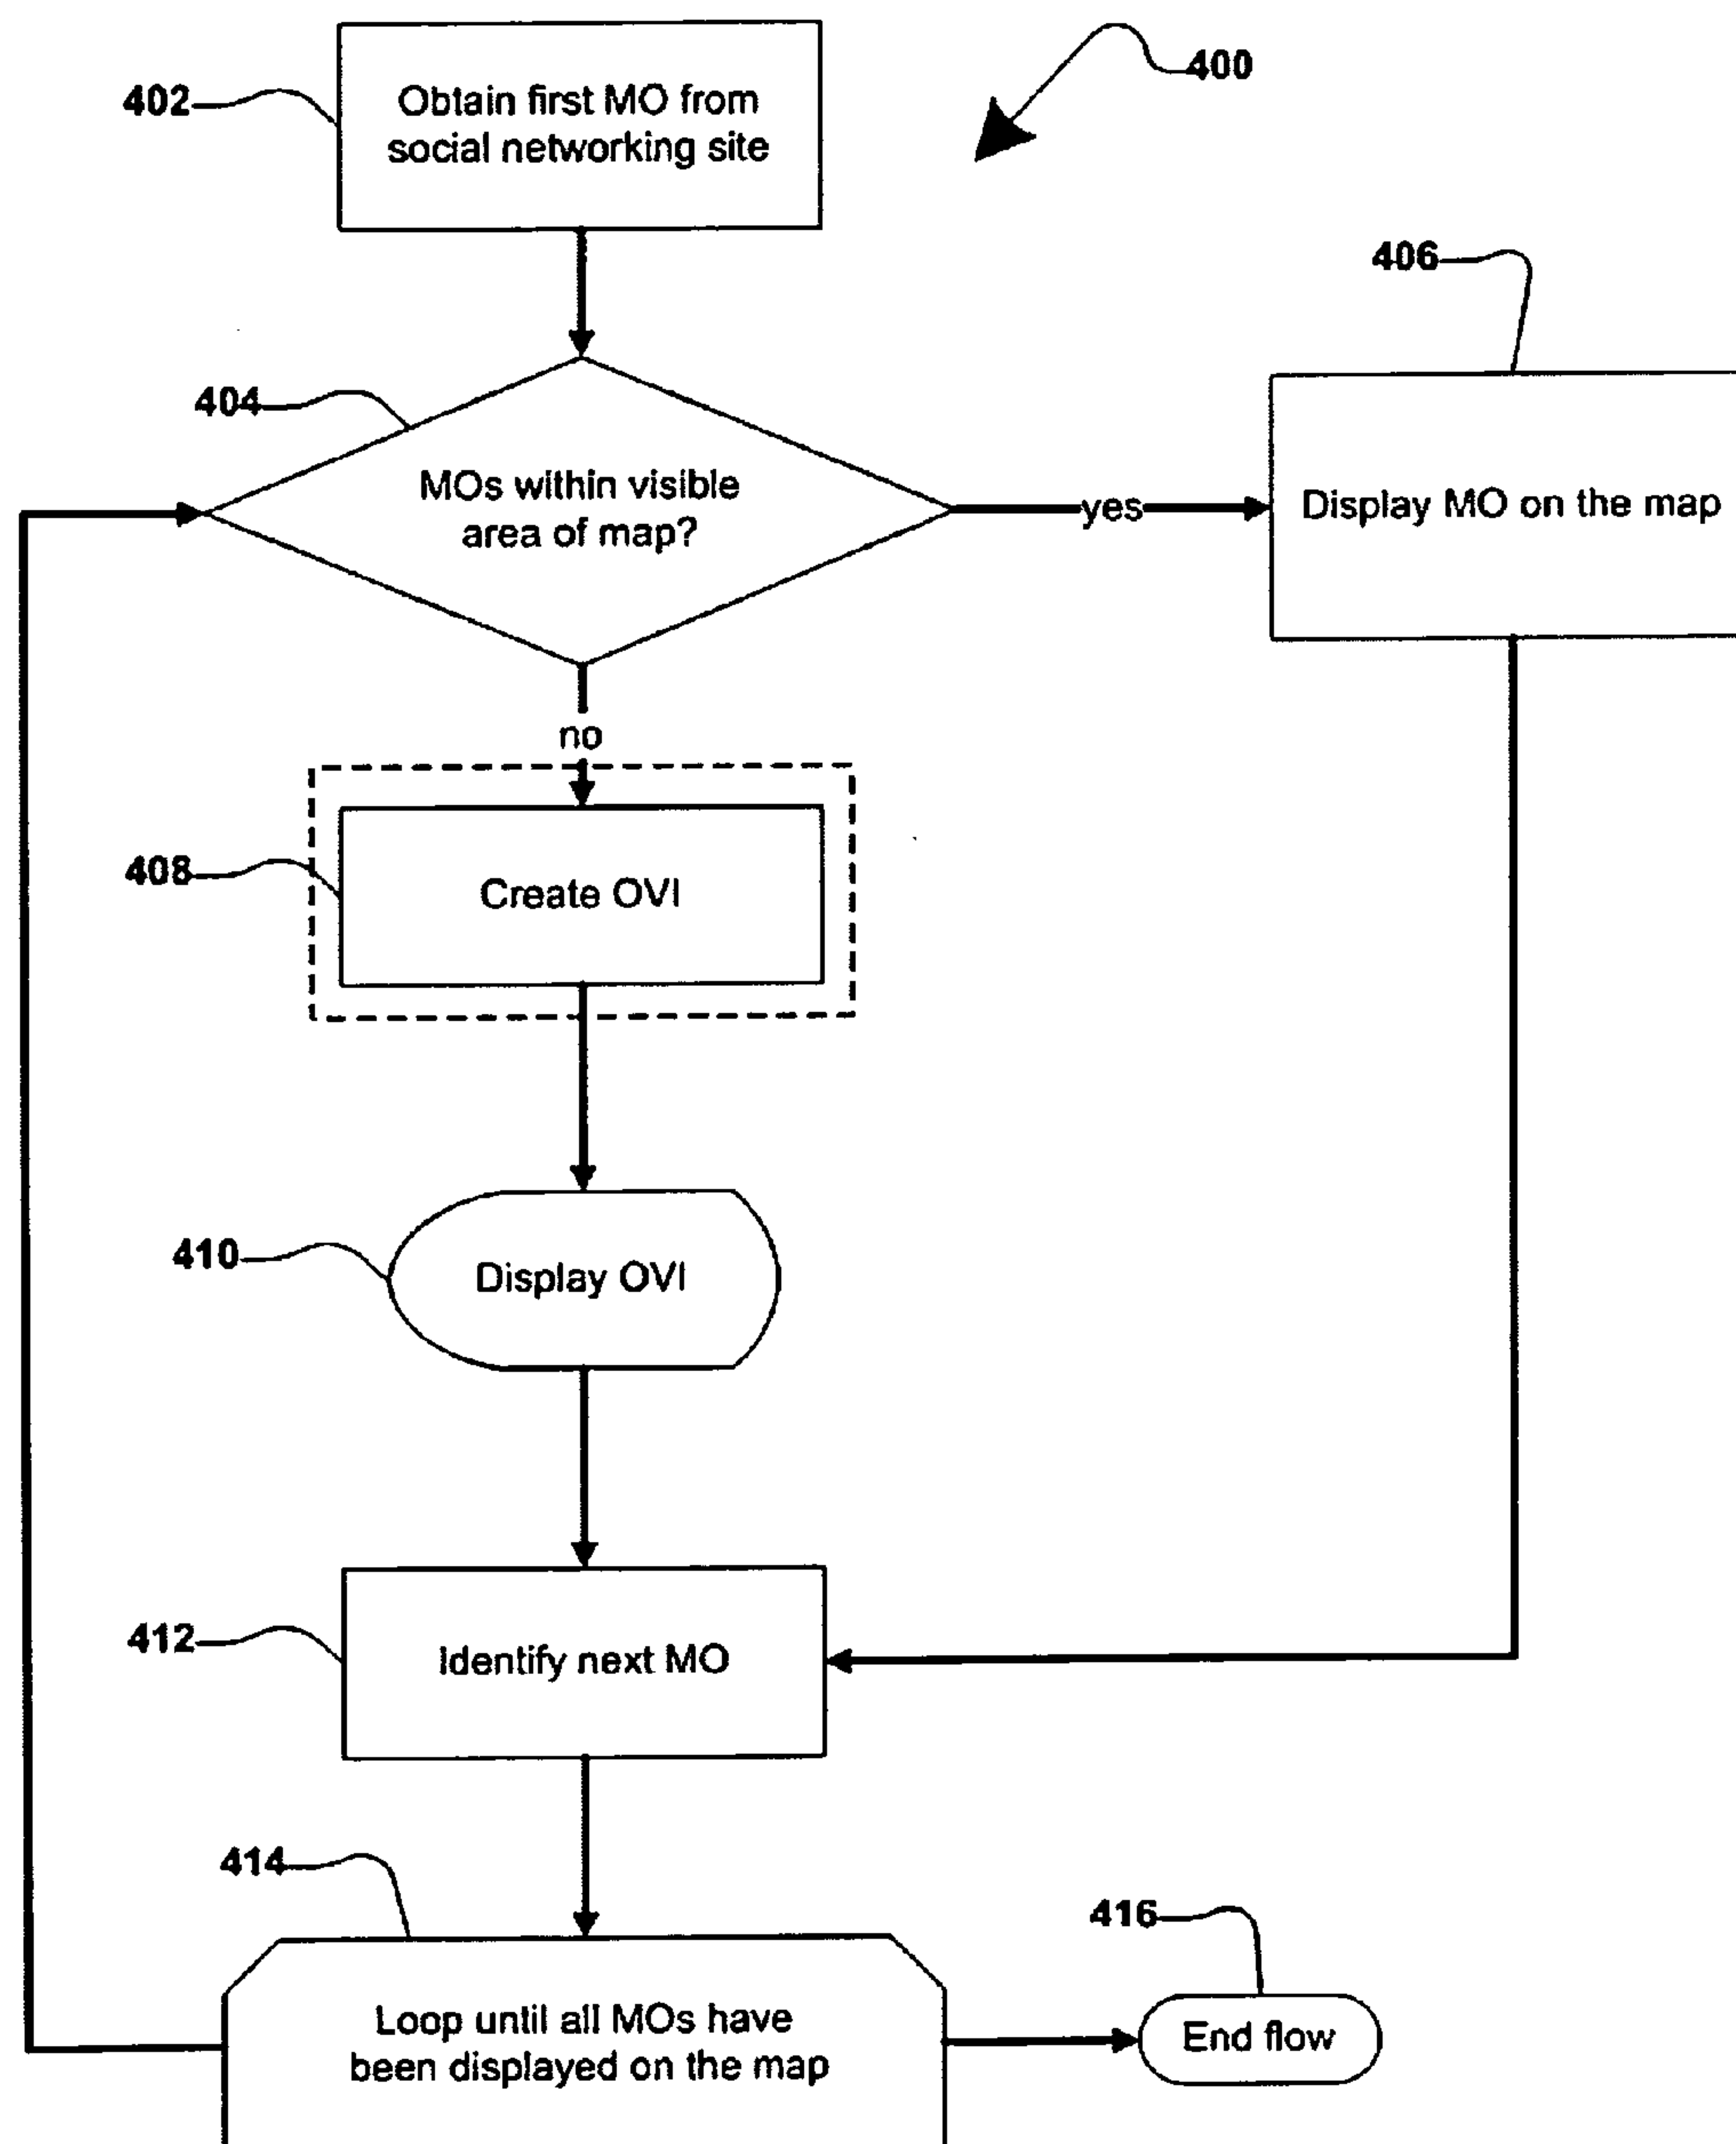 400
402
Obtain first MO from
social networking site
406
404
MOs within visible
area of map?
yes
Display MO on the map
no
408
Create OVI
410
Display OVI
412
Identify next MO
414
416
Loop until all MOs have
been displayed on the map
End flow